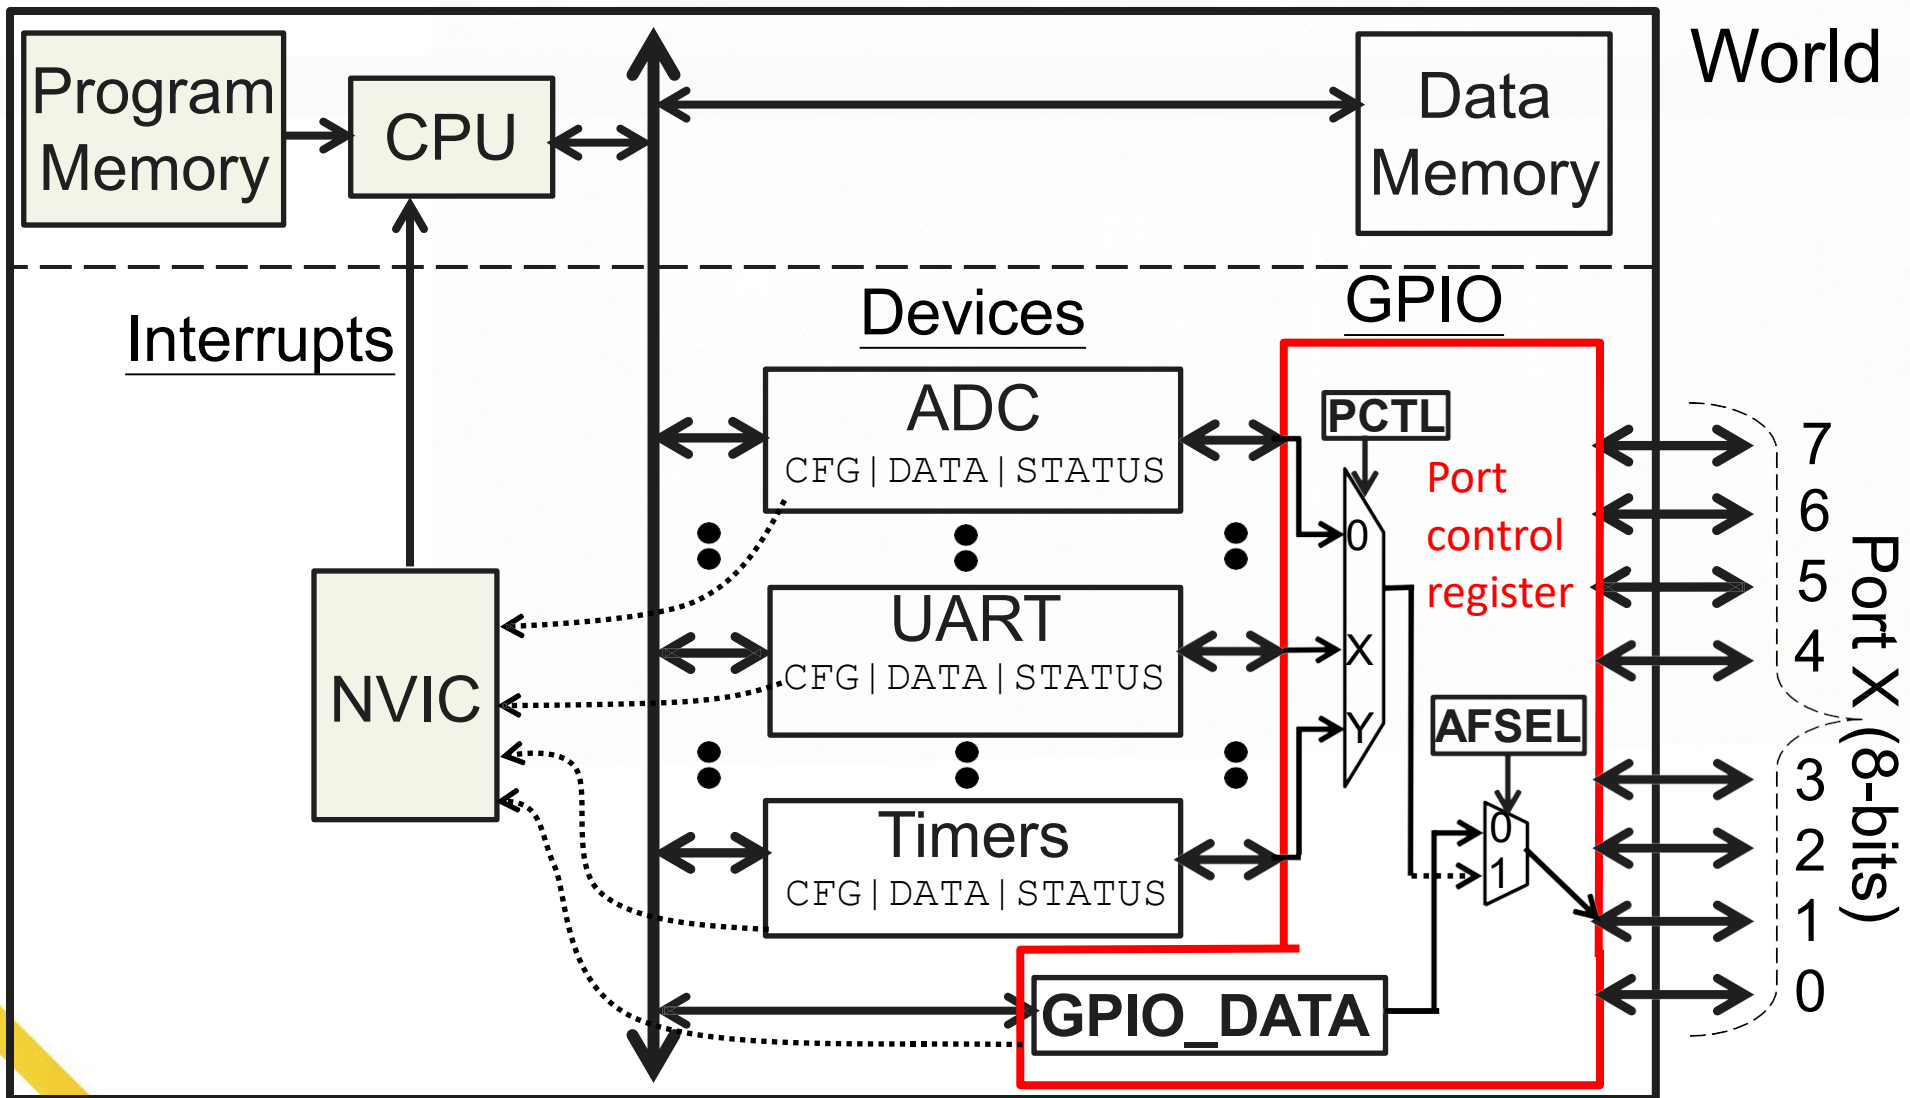 World
Program
Memory
CPU
Data
Memory
Interrupts
Devices
GPIO
ADC
CFG|DATA|STATUS
PCTL
Port
control
register
0
X
Y
UART
CFG|DATA|STATUS
NVIC
AFSEL
0
1
Timers
CFG|DATA|STATUS
GPIO_DATA
7
6
5
4
3
2
1
0
Port X (8-bits)